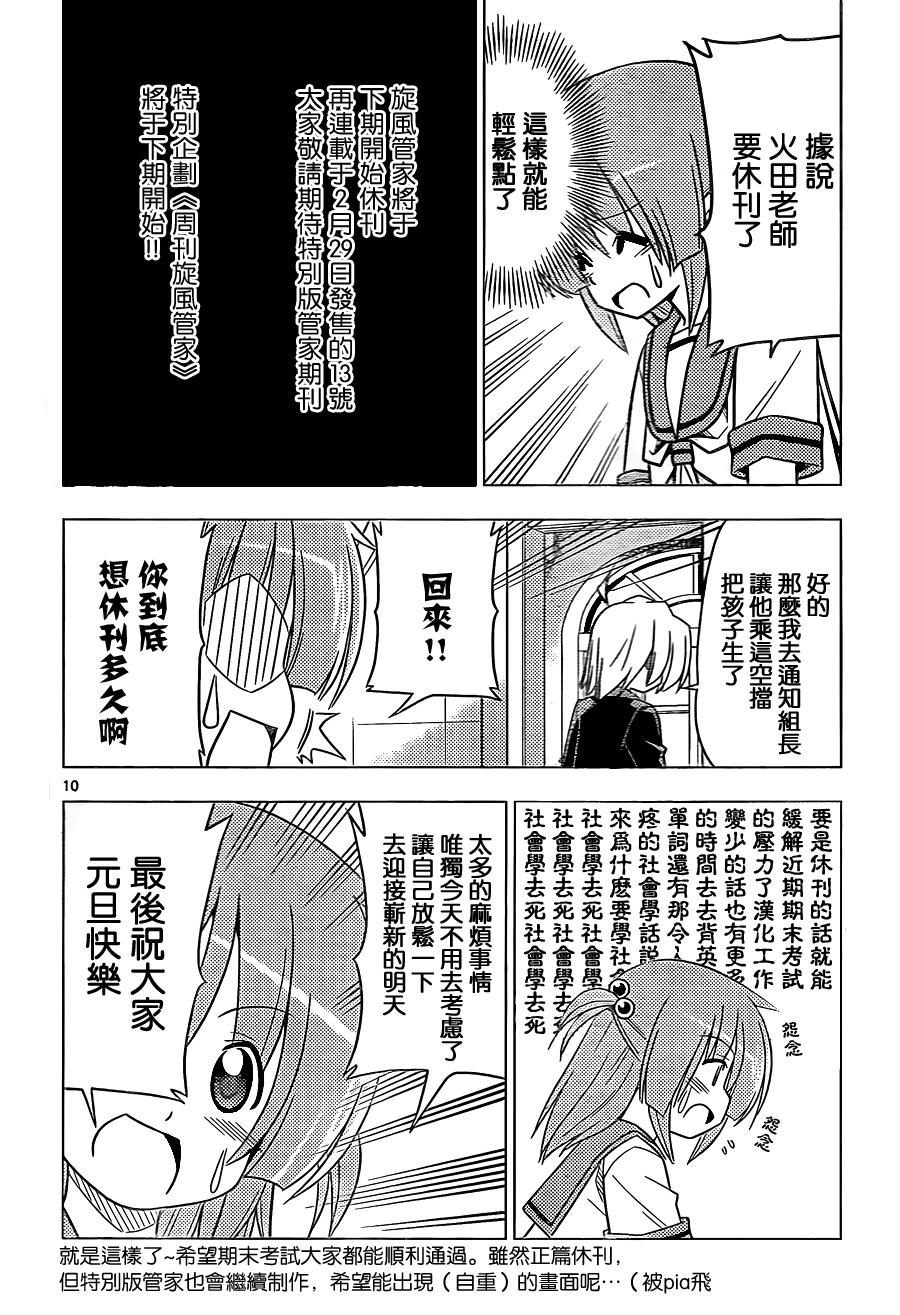 據說
火田老師
要休刊了
這樣就能
輕鬆點了
旋風管家將于
下期開始休刊
再連載于2月29日發售的13號
大家敬請期待特別版管家期刊
特別企劃《周刊旋風管家》
將于下期開始!!
好的
那麼我去通知組長
讓他乘這空擋
把孩子生了
回來!!
你到底
想休刊多久啊
10
要是休刊的話就能
緩解近期期末考試
的壓力了漢化工作
變少的話也有更多
的時間去去背英
單詞還有那令人
疼的社會學話說
來爲什麽要學社會
社會學去死社會學去死
社會學去死社會學去死
社會學去死社會學去死
怨念
怨念
太多的麻煩事情
唯獨今天不用去考慮了
讓自己放鬆一下
去迎接嶄新的明天
最後祝大家
元旦快樂
就是這樣了~希望期末考試大家都能順利通過。雖然正篇休刊，
但特別版管家也會繼續制作，希望能出現（自重）的畫面呢…（被pia飛